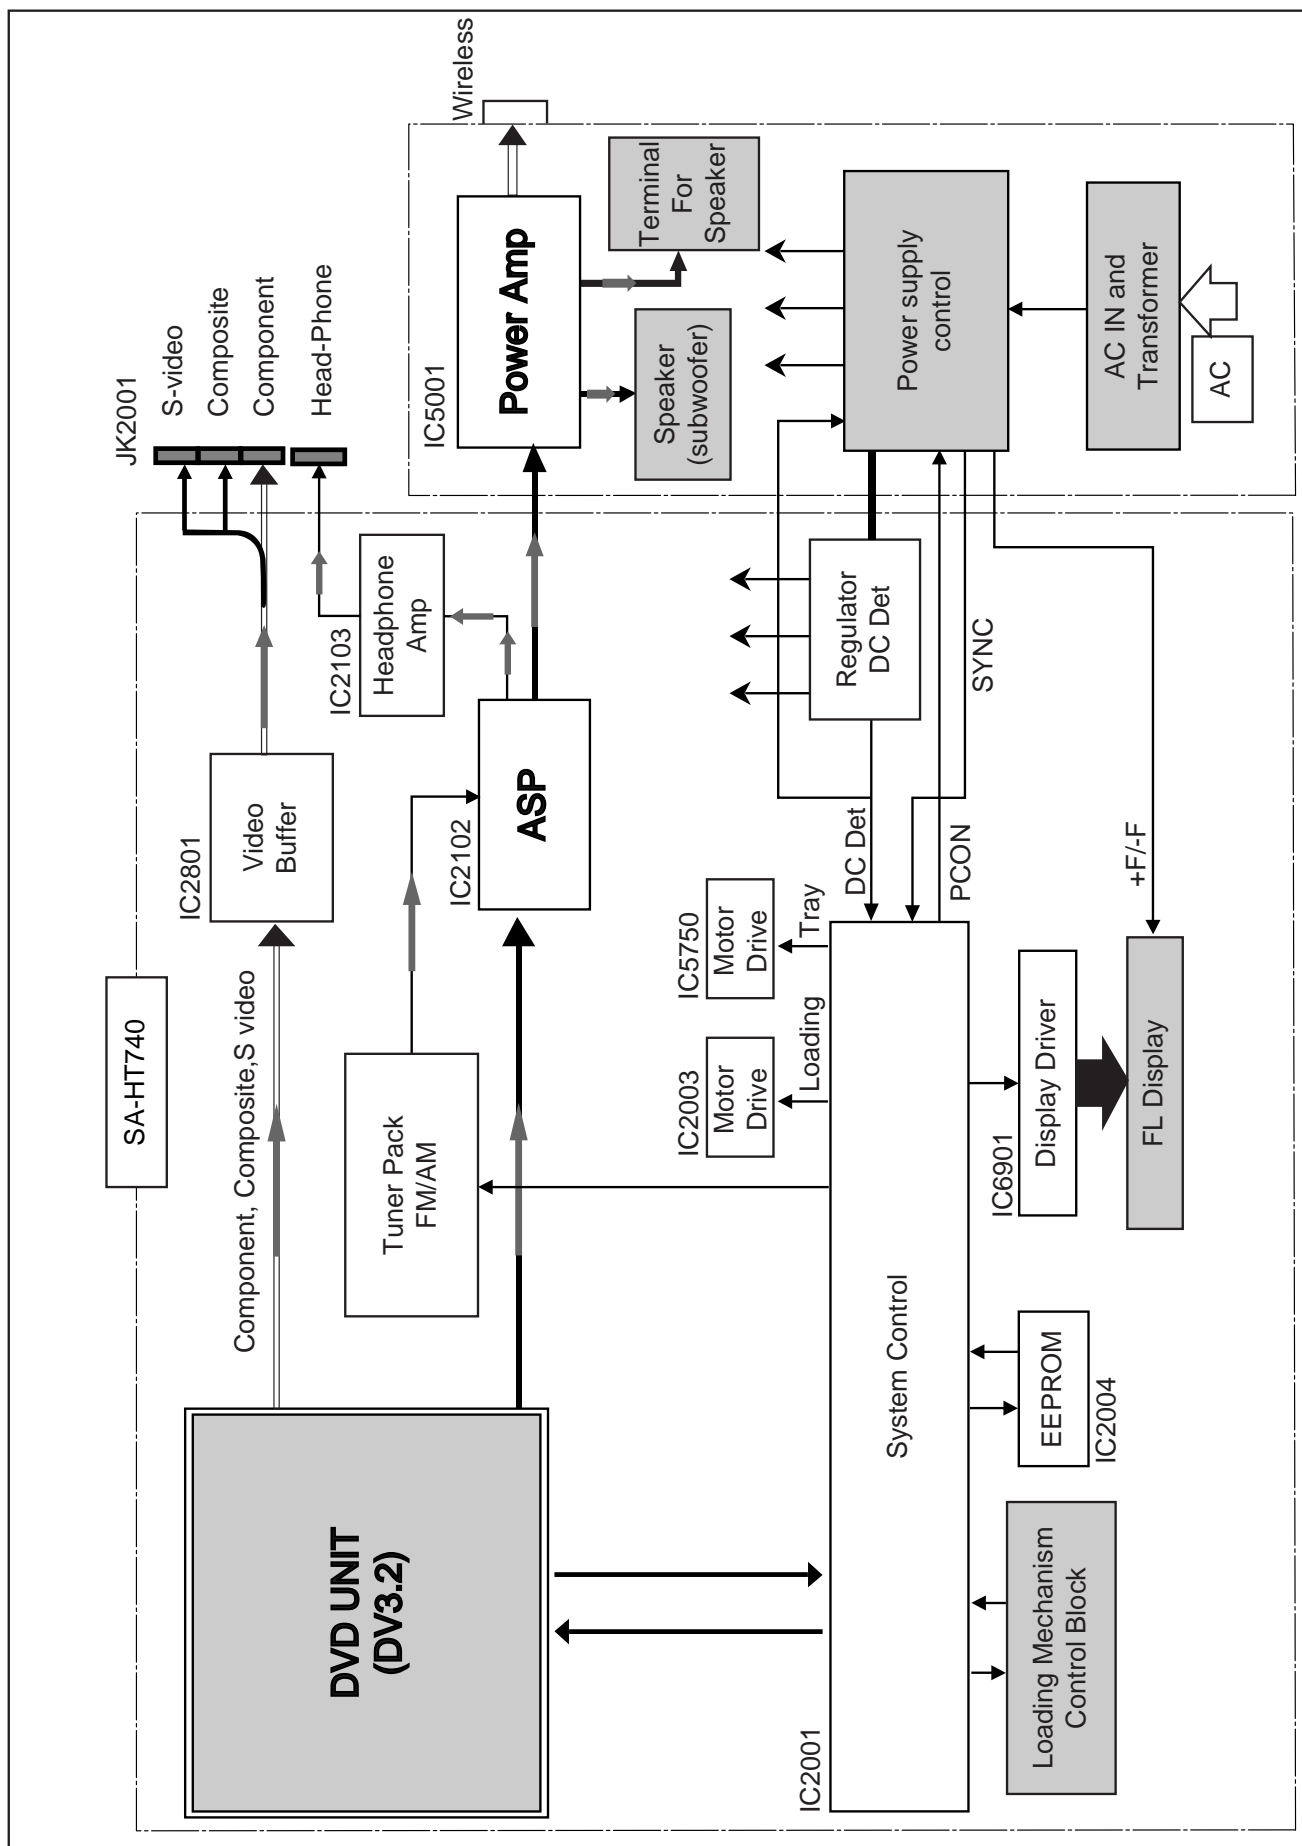 SA-HT740
DVD UNIT
(DV3.2)
Component, Composite,S video
IC2801
Video
Buffer
JK2001
S-video
Composite
Component
Head-Phone
IC2103
Headphone
Amp
Tuner Pack
FM/AM
IC2102
ASP
IC5001
Power Amp
Wireless
Terminal
For
Speaker
Speaker
(subwoofer)
IC2003
Motor
Drive
Loading
IC5750
Motor
Drive
Tray
IC2001
System Control
DC Det
PCON
SYNC
Regulator
DC Det
Power supply
control
AC IN and
Transformer
AC
+F/-F
Loading Mechanism
Control Block
EEPROM
IC2004
IC6901
Display Driver
FL Display